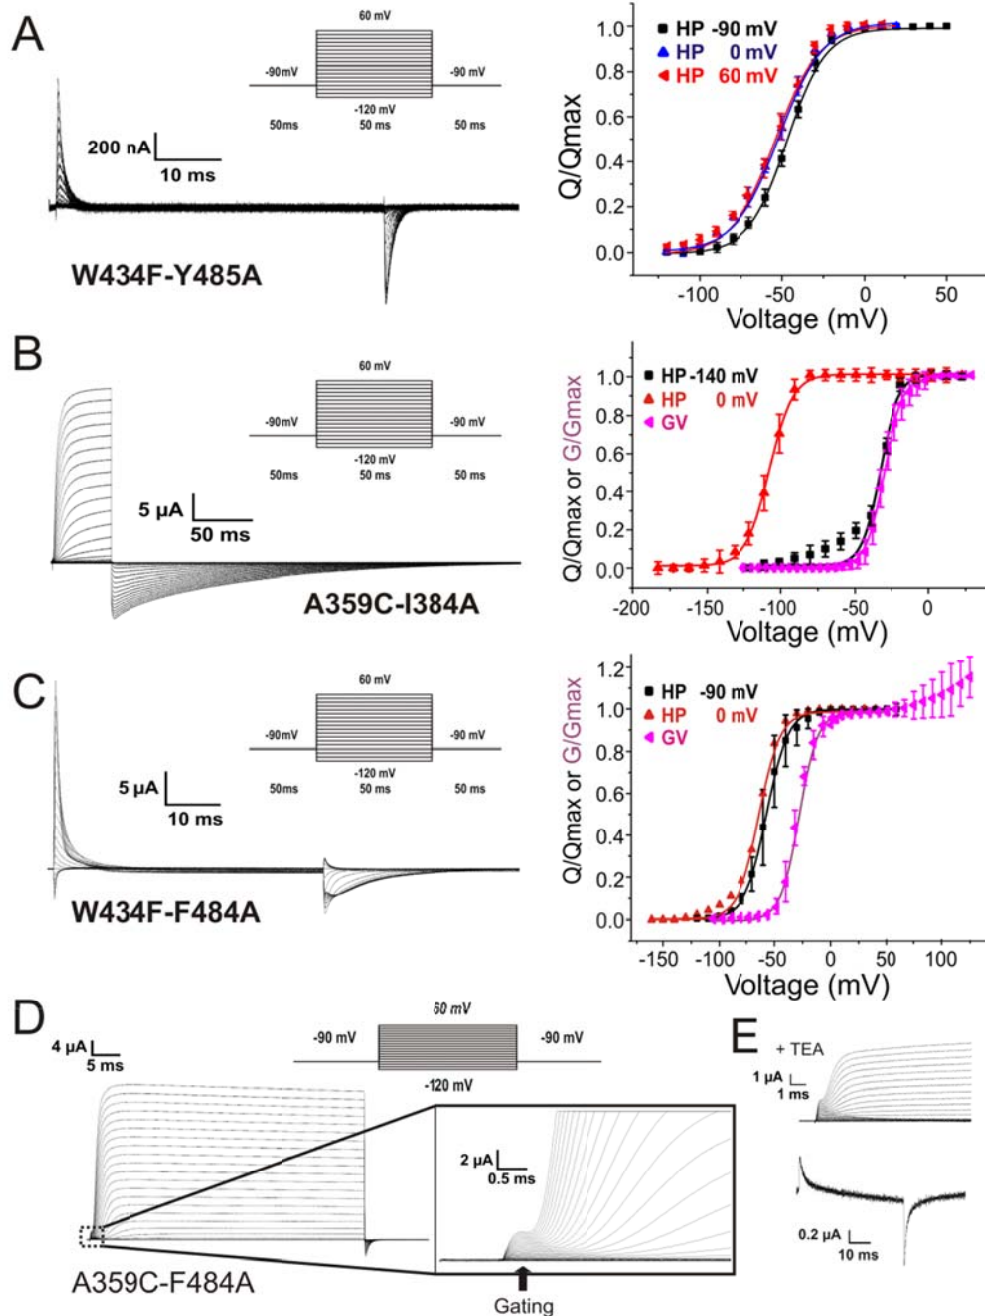 A
60 mV
-90mV
-90 mV
-120 mV
50ms
50 ms
50 ms
200 nA
10 ms
W434F-Y485A
HP -90 mV
HP 0 mV
HP 60 mV
Q/Qmax
1.0
0.8
0.6
0.4
0.2
0.0
-100
-50
0
50
Voltage (mV)
B
60 mV
-90mV
-90 mV
-120 mV
50ms
50 ms
50 ms
5 µA
50 ms
A359C-I384A
HP -140 mV
HP 0 mV
GV
Q/Qmax or G/Gmax
1.0
0.8
0.6
0.4
0.2
0.0
-200
-150
-100
-50
0
Voltage (mV)
C
60 mV
-90mV
-90 mV
-120 mV
50ms
50 ms
50 ms
5 µA
10 ms
W434F-F484A
HP -90 mV
HP 0 mV
GV
Q/Qmax or G/Gmax
1.2
1.0
0.8
0.6
0.4
0.2
0.0
-150
-100
-50
0
50
100
Voltage (mV)
D
4 µA
5 ms
60 mV
-90 mV
-90 mV
-120 mV
2 µA
0.5 ms
A359C-F484A
Gating
E
+ TEA
1 µA
1 ms
0.2 µA
10 ms